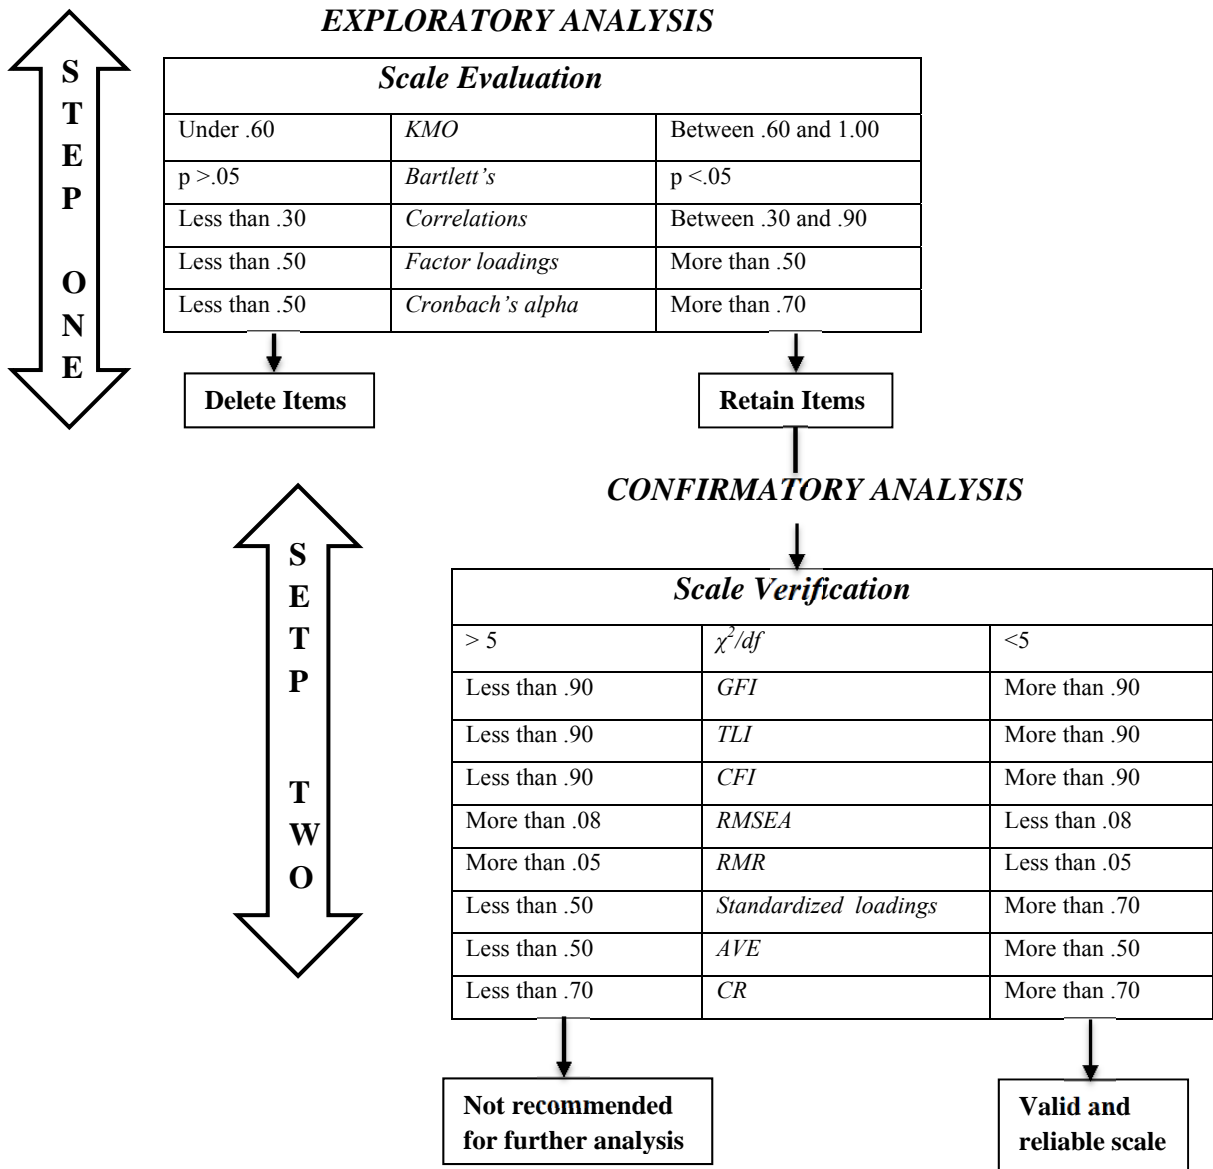 EXPLORATORY ANALYSIS
STEP ONE
Scale Evaluation
Under .60 KMO Between .60 and 1.00
p >.05 Bartlett’s p <.05
Less than .30 Correlations Between .30 and .90
Less than .50 Factor loadings More than .50
Less than .50 Cronbach’s alpha More than .70
Delete Items Retain Items
CONFIRMATORY ANALYSIS
SETP TWO
Scale Verification
> 5 χ²/df <5
Less than .90 GFI More than .90
Less than .90 TLI More than .90
Less than .90 CFI More than .90
More than .08 RMSEA Less than .08
More than .05 RMR Less than .05
Less than .50 Standardized loadings More than .70
Less than .50 AVE More than .50
Less than .70 CR More than .70
Not recommended
for further analysis
Valid and
reliable scale